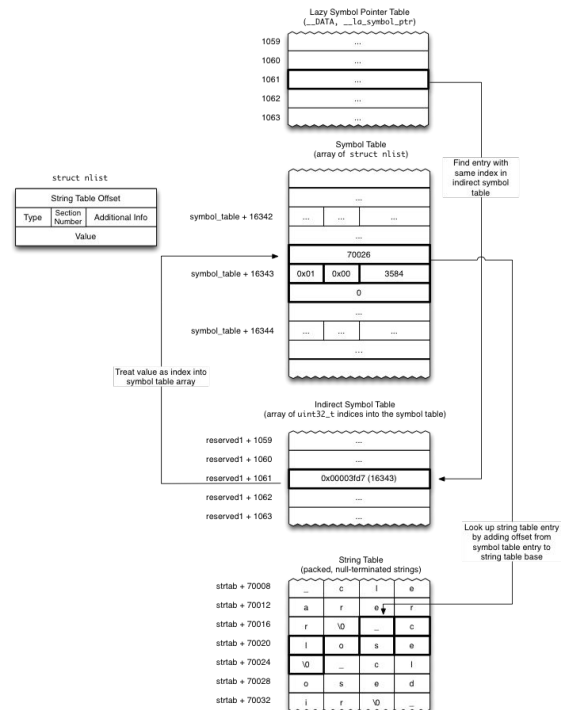 Lazy Symbol Pointer Table
(__DATA, __la_symbol_ptr)
1059 ...
1060 ...
1061 ...
1062 ...
1063 ...
Symbol Table
(array of struct nlist)
Find entry with
same index in
indirect symbol
table
struct nlist
String Table Offset
Type Section Number Additional Info
Value
...
symbol_table + 16342 ... ... ...
...
70026
symbol_table + 16343 0x01 0x00 3584
0
...
symbol_table + 16344 ... ... ...
...
Treat value as index into
symbol table array
Indirect Symbol Table
(array of uint32_t indices into the symbol table)
reserved1 + 1059 ...
reserved1 + 1060 ...
reserved1 + 1061 0x00003fd7 (16343)
reserved1 + 1062 ...
reserved1 + 1063 ...
Look up string table entry
by adding offset from
symbol table entry to
string table base
String Table
(packed, null-terminated strings)
strtab + 70008 _ c l e
strtab + 70012 a r e r
strtab + 70016 r \0 _ c
strtab + 70020 l o s e
strtab + 70024 \0 _ c l
strtab + 70028 o s e d
strtab + 70032 i r \0 _